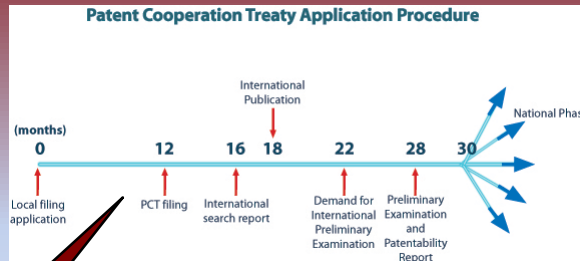 Patent Cooperation Treaty Application Procedure
International
Publication
National Phas
(months)
0 12 16 18 22 28 30
Local filing
application
PCT filing
International
search report
Demand for
International
Preliminary
Examination
Preliminary
Examination
and
Patentability
Report